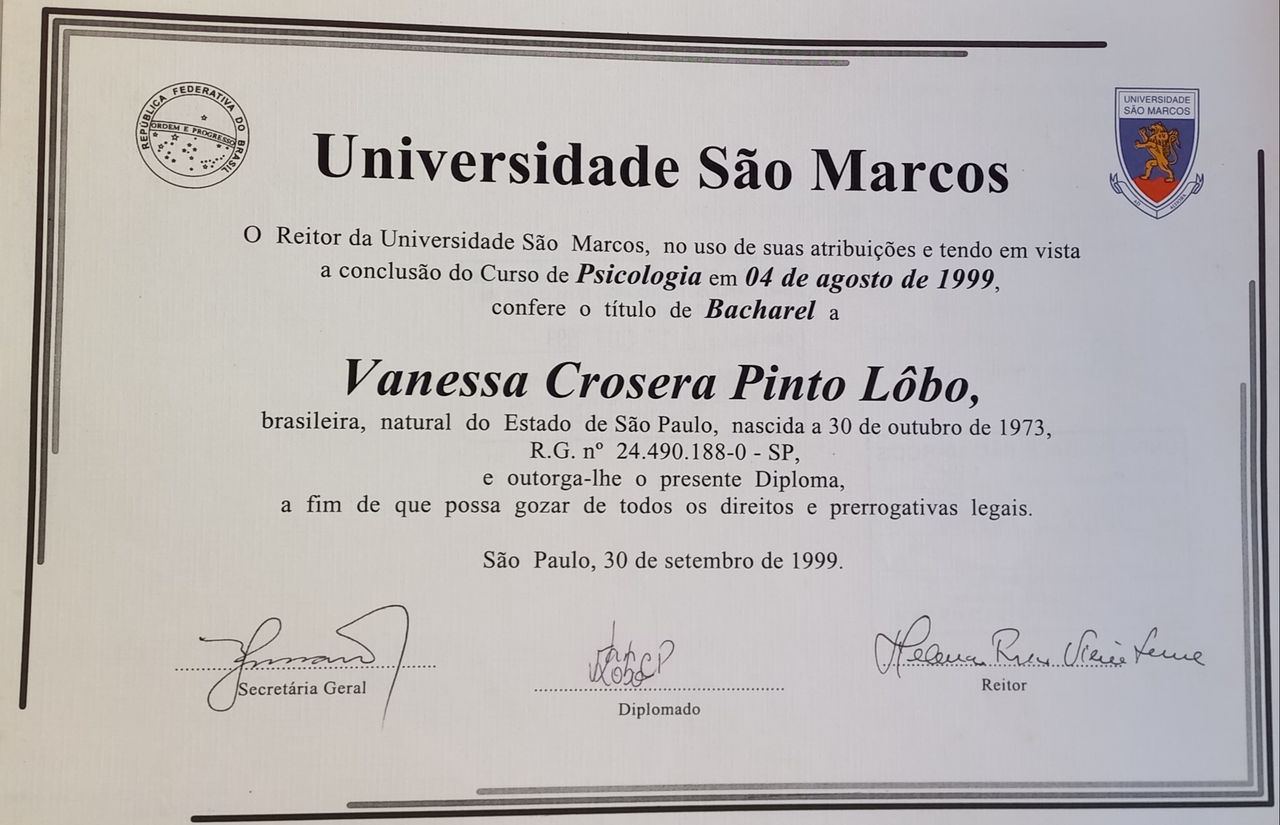 REPÚBLICA FEDERATIVA DO BRASIL
ORDEM E PROGRESSO
UNIVERSIDADE
SÃO MARCOS
Universidade São Marcos
O Reitor da Universidade São Marcos, no uso de suas atribuições e tendo em vista
a conclusão do Curso de Psicologia em 04 de agosto de 1999,
confere o título de Bacharel a
Vanessa Crosera Pinto Lôbo,
brasileira, natural do Estado de São Paulo, nascida a 30 de outubro de 1973,
R.G. nº 24.490.188-0 - SP,
e outorga-lhe o presente Diploma,
a fim de que possa gozar de todos os direitos e prerrogativas legais.
São Paulo, 30 de setembro de 1999.
Secretária Geral
Diplomado
Reitor